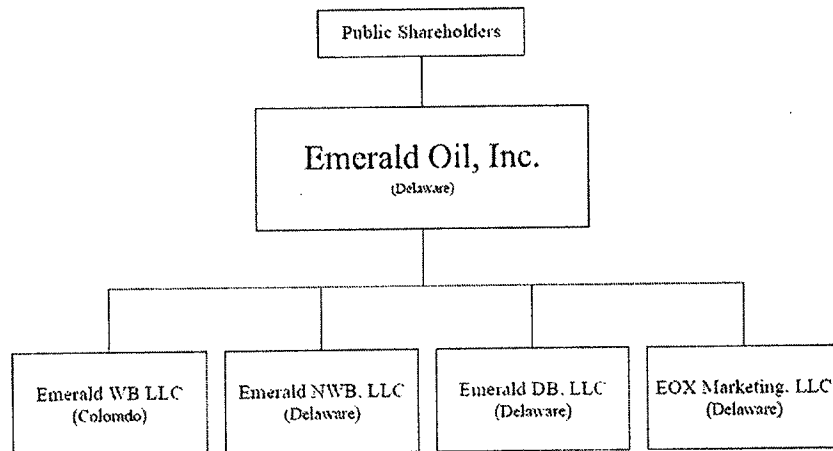 Public Shareholders
Emerald Oil, Inc.
(Delaware)
Emerald WB LLC
(Colorado)
Emerald NWB, LLC
(Delaware)
Emerald DB, LLC
(Delaware)
EOX Marketing, LLC
(Delaware)